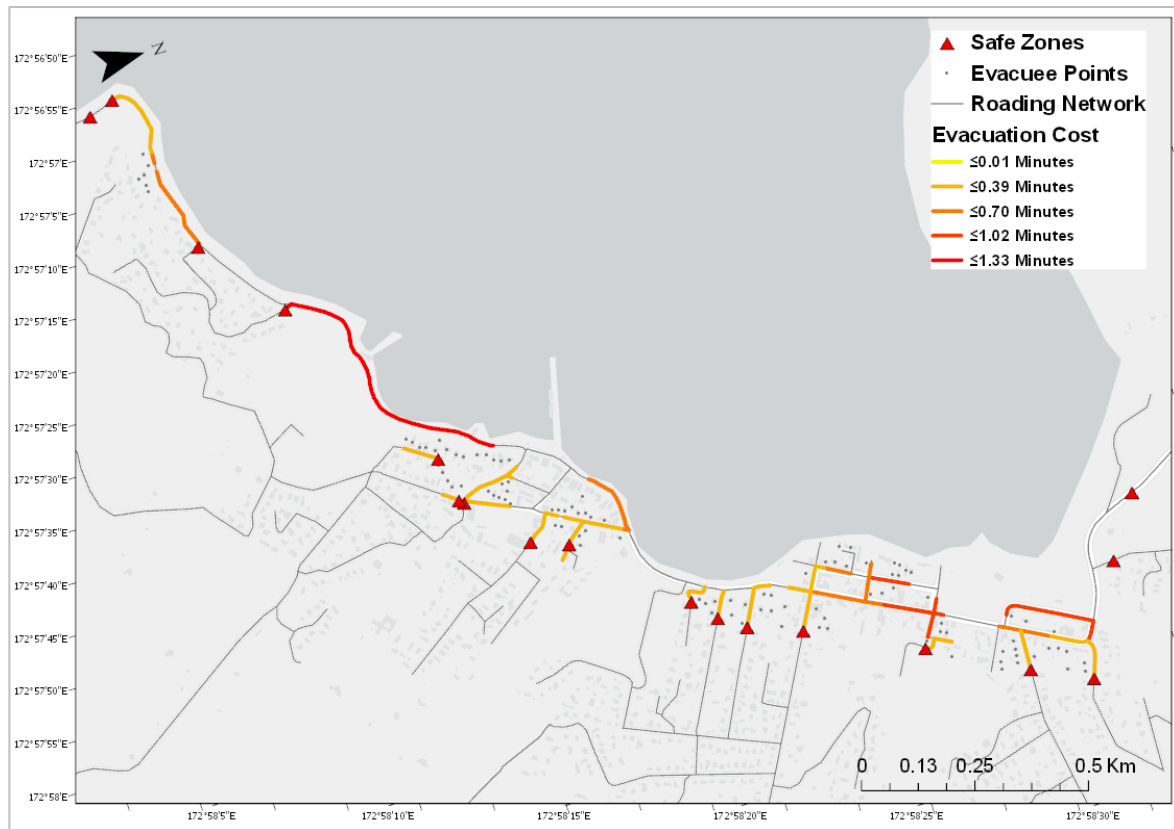 N
Safe Zones
Evacuee Points
Roading Network
Evacuation Cost
≤0.01 Minutes
≤0.39 Minutes
≤0.70 Minutes
≤1.02 Minutes
≤1.33 Minutes
172°56'50"E
172°56'55"E
172°57'E
172°57'5"E
172°57'10"E
172°57'15"E
172°57'20"E
172°57'25"E
172°57'30"E
172°57'35"E
172°57'40"E
172°57'45"E
172°57'50"E
172°57'55"E
172°58'E
0 0.13 0.25 0.5 Km
172°58'5"E 172°58'10"E 172°58'15"E 172°58'20"E 172°58'25"E 172°58'30"E